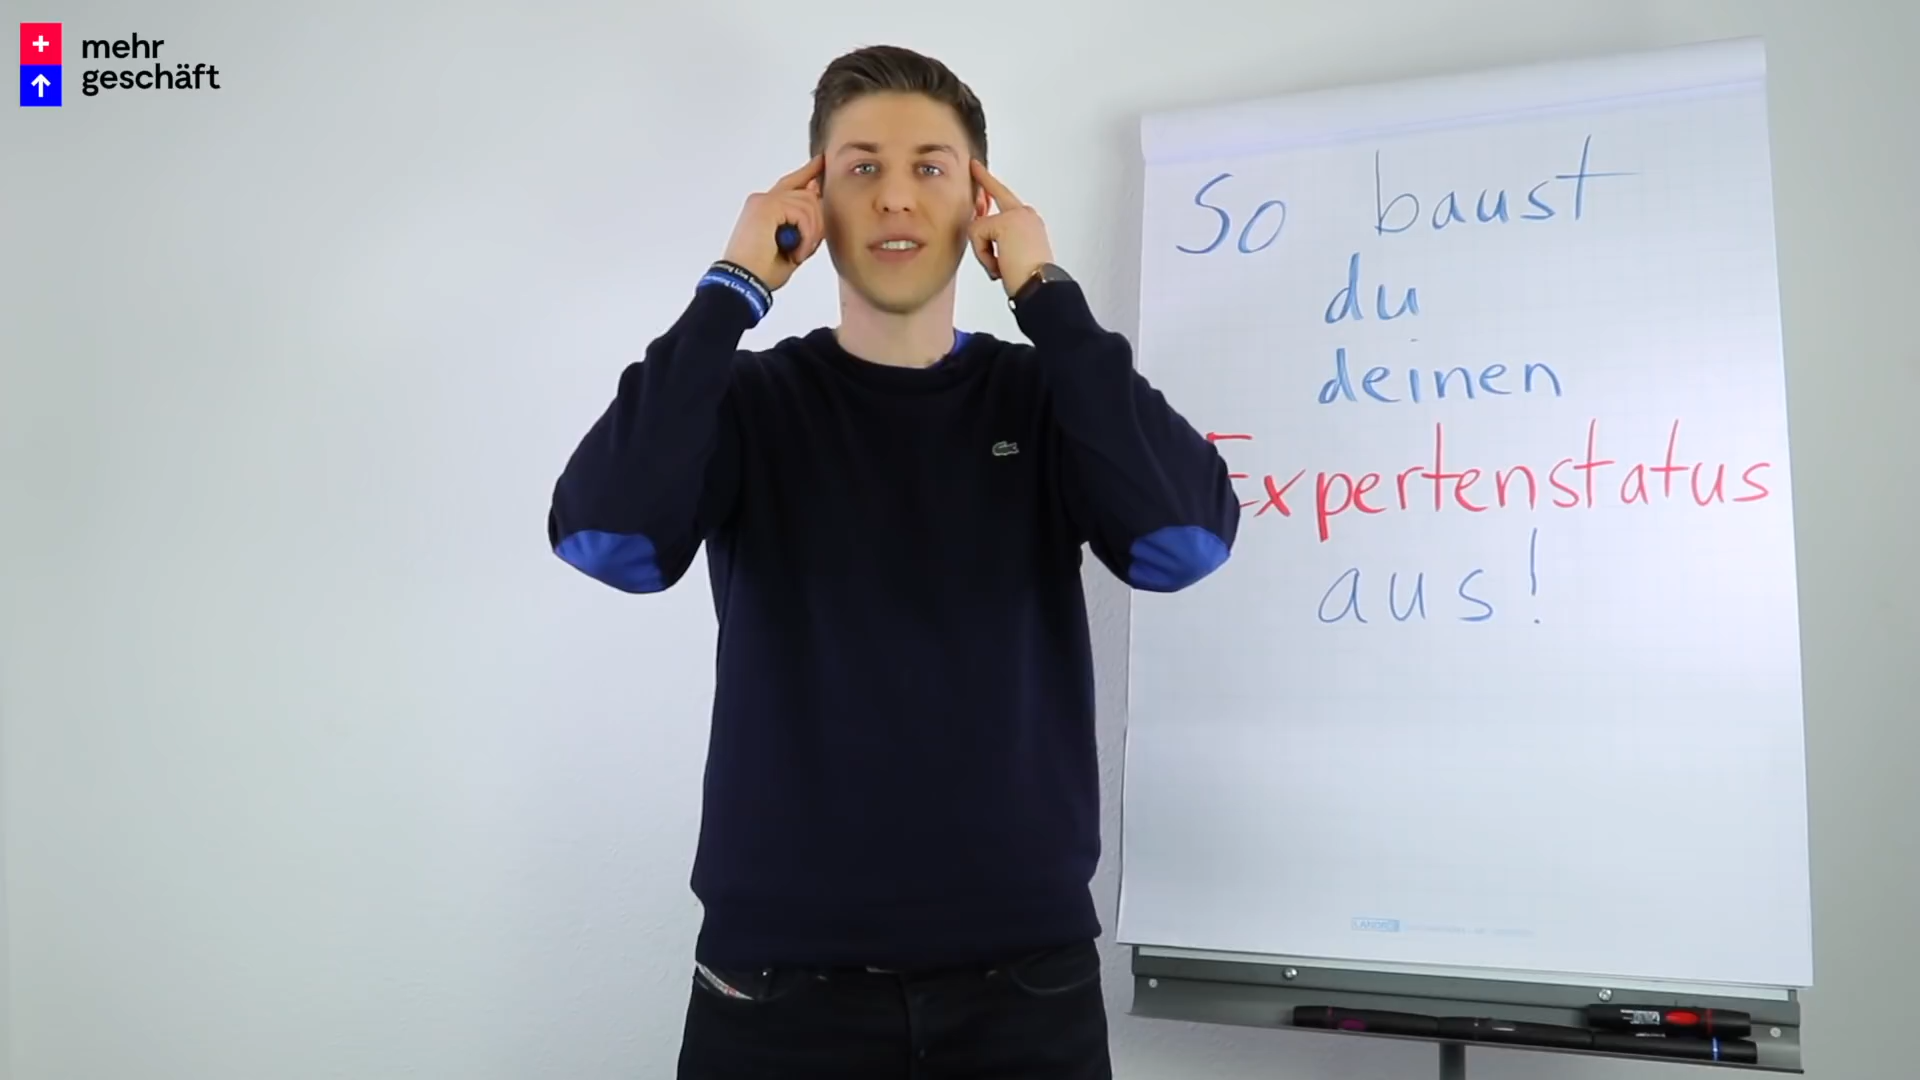 mehr
geschäft
So baust
du
deinen
Expertenstatus
aus!